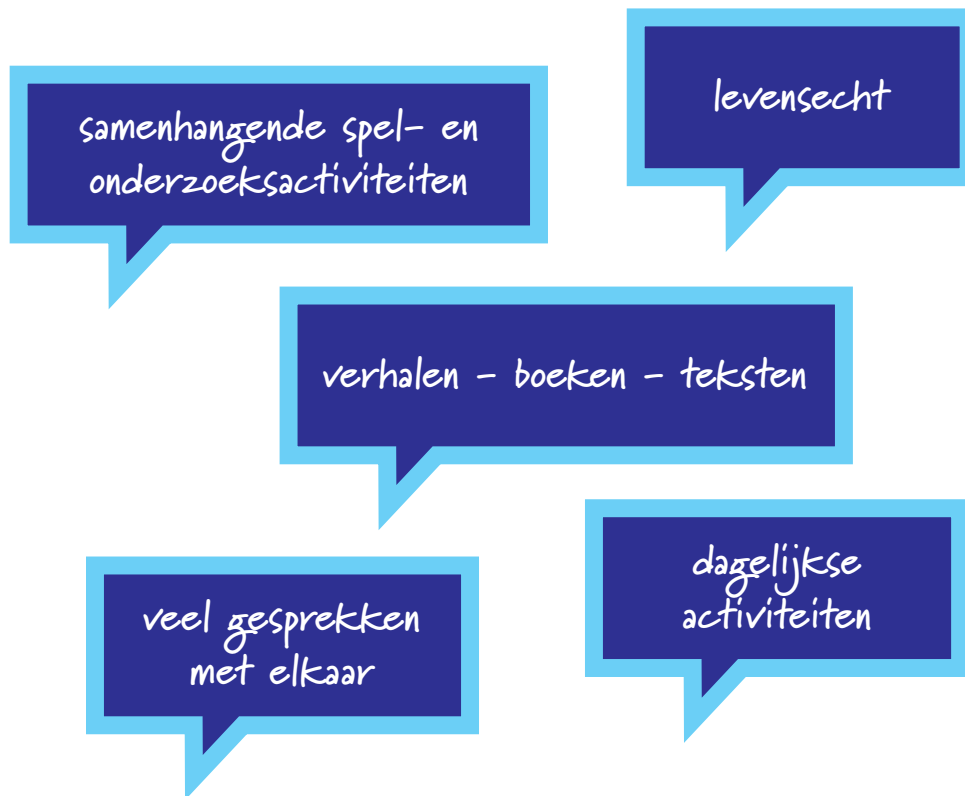 samenhangende spel- en
onderzoeksactiviteiten
levensecht
verhalen - boeken - teksten
veel gesprekken
met elkaar
dagelijkse
activiteiten